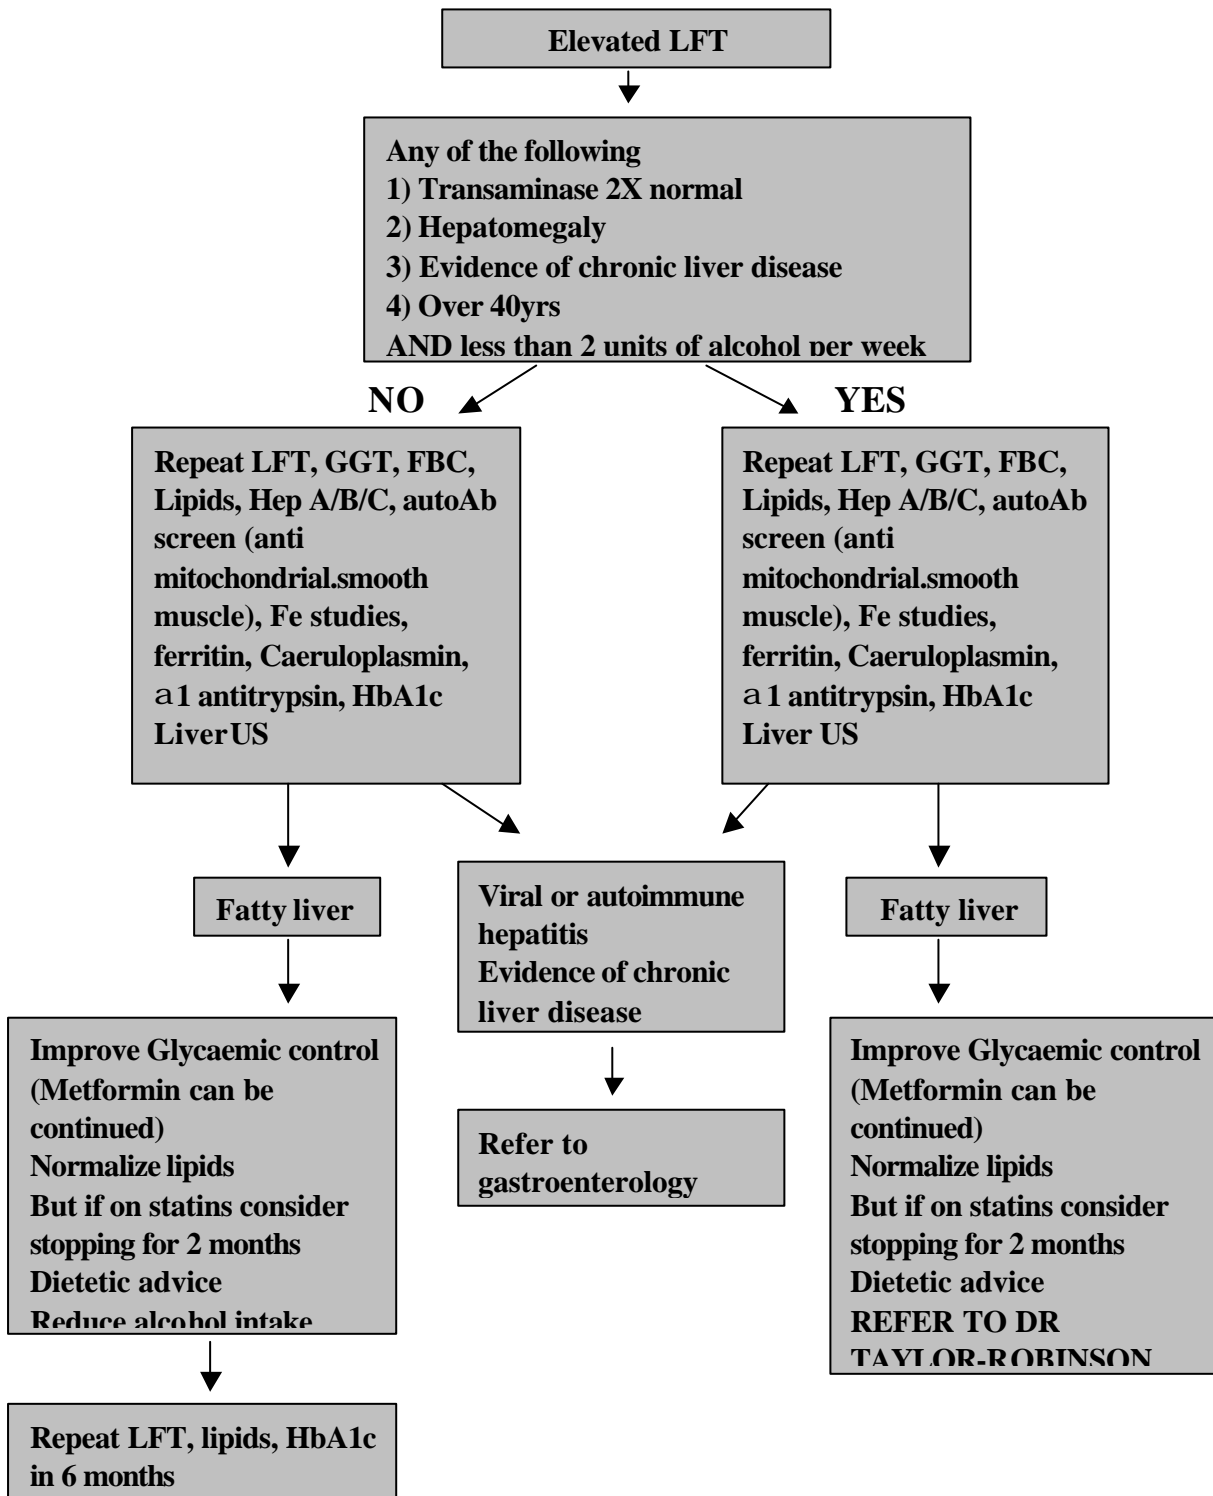 Elevated LFT
Any of the following
1) Transaminase 2X normal
2) Hepatomegaly
3) Evidence of chronic liver disease
4) Over 40yrs
AND less than 2 units of alcohol per week
NO
YES
Repeat LFT, GGT, FBC,
Lipids, Hep A/B/C, autoAb
screen (anti
mitochondrial.smooth
muscle), Fe studies,
ferritin, Caeruloplasmin,
a1 antitrypsin, HbA1c
Liver US
Repeat LFT, GGT, FBC,
Lipids, Hep A/B/C, autoAb
screen (anti
mitochondrial.smooth
muscle), Fe studies,
ferritin, Caeruloplasmin,
a1 antitrypsin, HbA1c
Liver US
Fatty liver
Viral or autoimmune
hepatitis
Evidence of chronic
liver disease
Fatty liver
Improve Glycaemic control
(Metformin can be
continued)
Normalize lipids
But if on statins consider
stopping for 2 months
Dietetic advice
Reduce alcohol intake
Refer to
gastroenterology
Improve Glycaemic control
(Metformin can be
continued)
Normalize lipids
But if on statins consider
stopping for 2 months
Dietetic advice
REFER TO DR
TAYLOR-ROBINSON
Repeat LFT, lipids, HbA1c
in 6 months